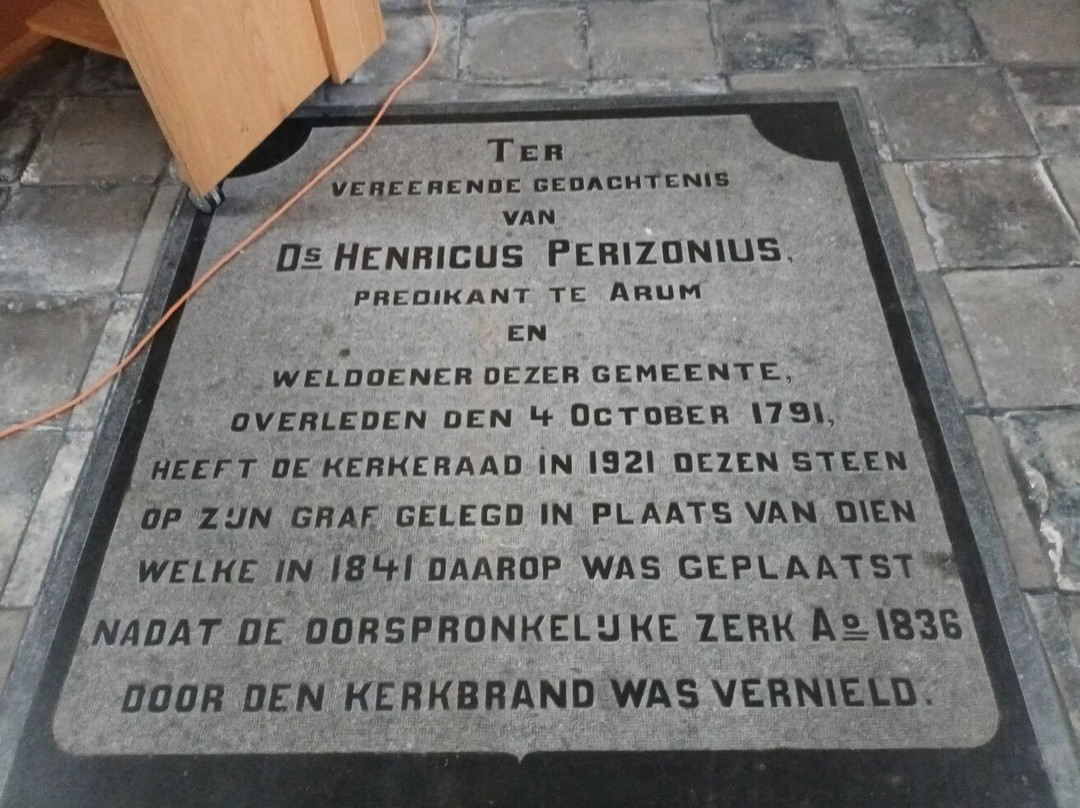 TER
VEREERENDE GEDACHTENIS
VAN
DS HENRICUS PERIZONIUS.
PREDIKANT TE ARUM
EN
WELDOENER DEZER GEMEENTE,
OVERLEDEN DEN 4 OCTOBER 1791,
HEEFT DE KERKERAAD IN 1921 DEZEN STEEN
OP ZIJN GRAF GELEGD IN PLAATS VAN DIEN
WELKE IN 1841 DAAROP WAS GEPLAATST
NADAT DE OORSPRONKELIJKE ZERK Aº 1836
DOOR DEN KERKBRAND WAS VERNIELD.